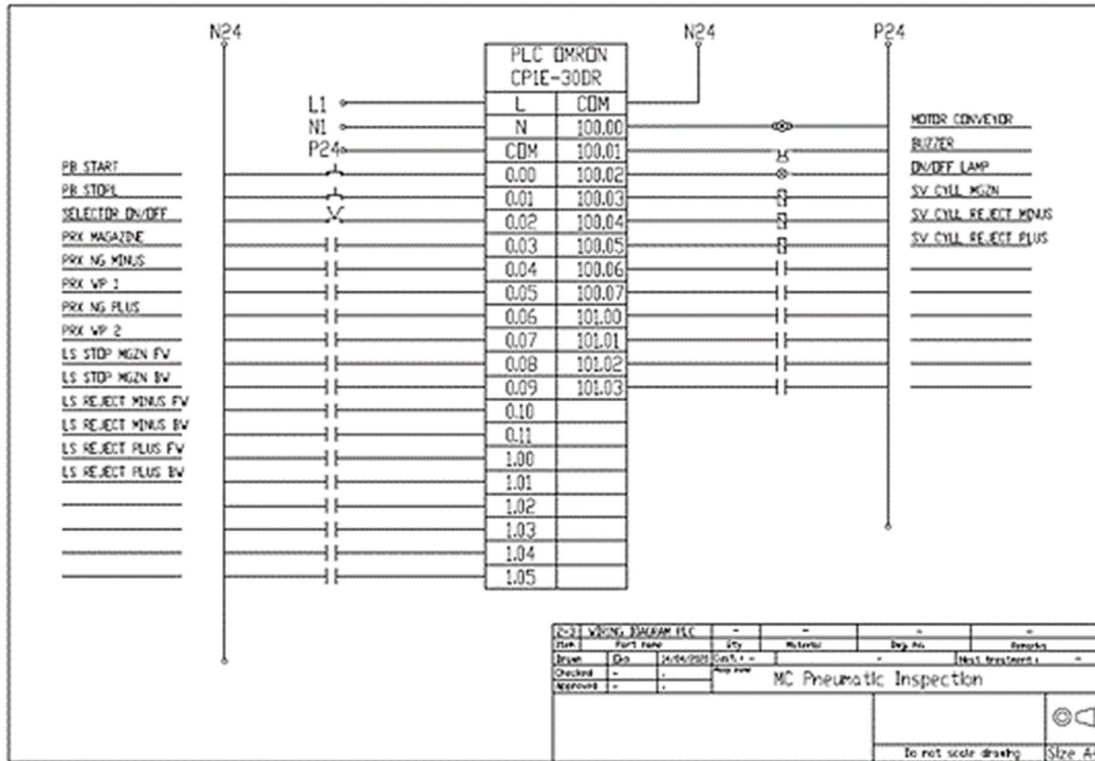 N24 N24 P24
PLC OMRON
CP1E-30DR
L1 L COM
N1 N 100.00 MOTOR CONVEYOR
P24 COM 100.01 BUZZER
PB START 0.00 100.02 ON/OFF LAMP
PB STOPL 0.01 100.03 SV CYLL MGZN
SELECTOR ON/OFF 0.02 100.04 SV CYLL REJECT MINUS
PRX MAGAZINE 0.03 100.05 SV CYLL REJECT PLUS
PRX NG MINUS 0.04 100.06
PRX WP 1 0.05 100.07
PRX NG PLUS 0.06 101.00
PRX WP 2 0.07 101.01
LS STOP MGZN FW 0.08 101.02
LS STOP MGZN BW 0.09 101.03
LS REJECT MINUS FW 0.10
LS REJECT MINUS BW 0.11
LS REJECT PLUS FW 1.00
LS REJECT PLUS BW 1.01
1.02
1.03
1.04
1.05
WIRING DIAGRAM PLC - - - -
Item Part name Qty Material Dwg. No. Remarks
Drawn - - Heat treatment : -
Checked - .
Approved - .
MC Pneumatic Inspection
Do not scale drawing Size A4